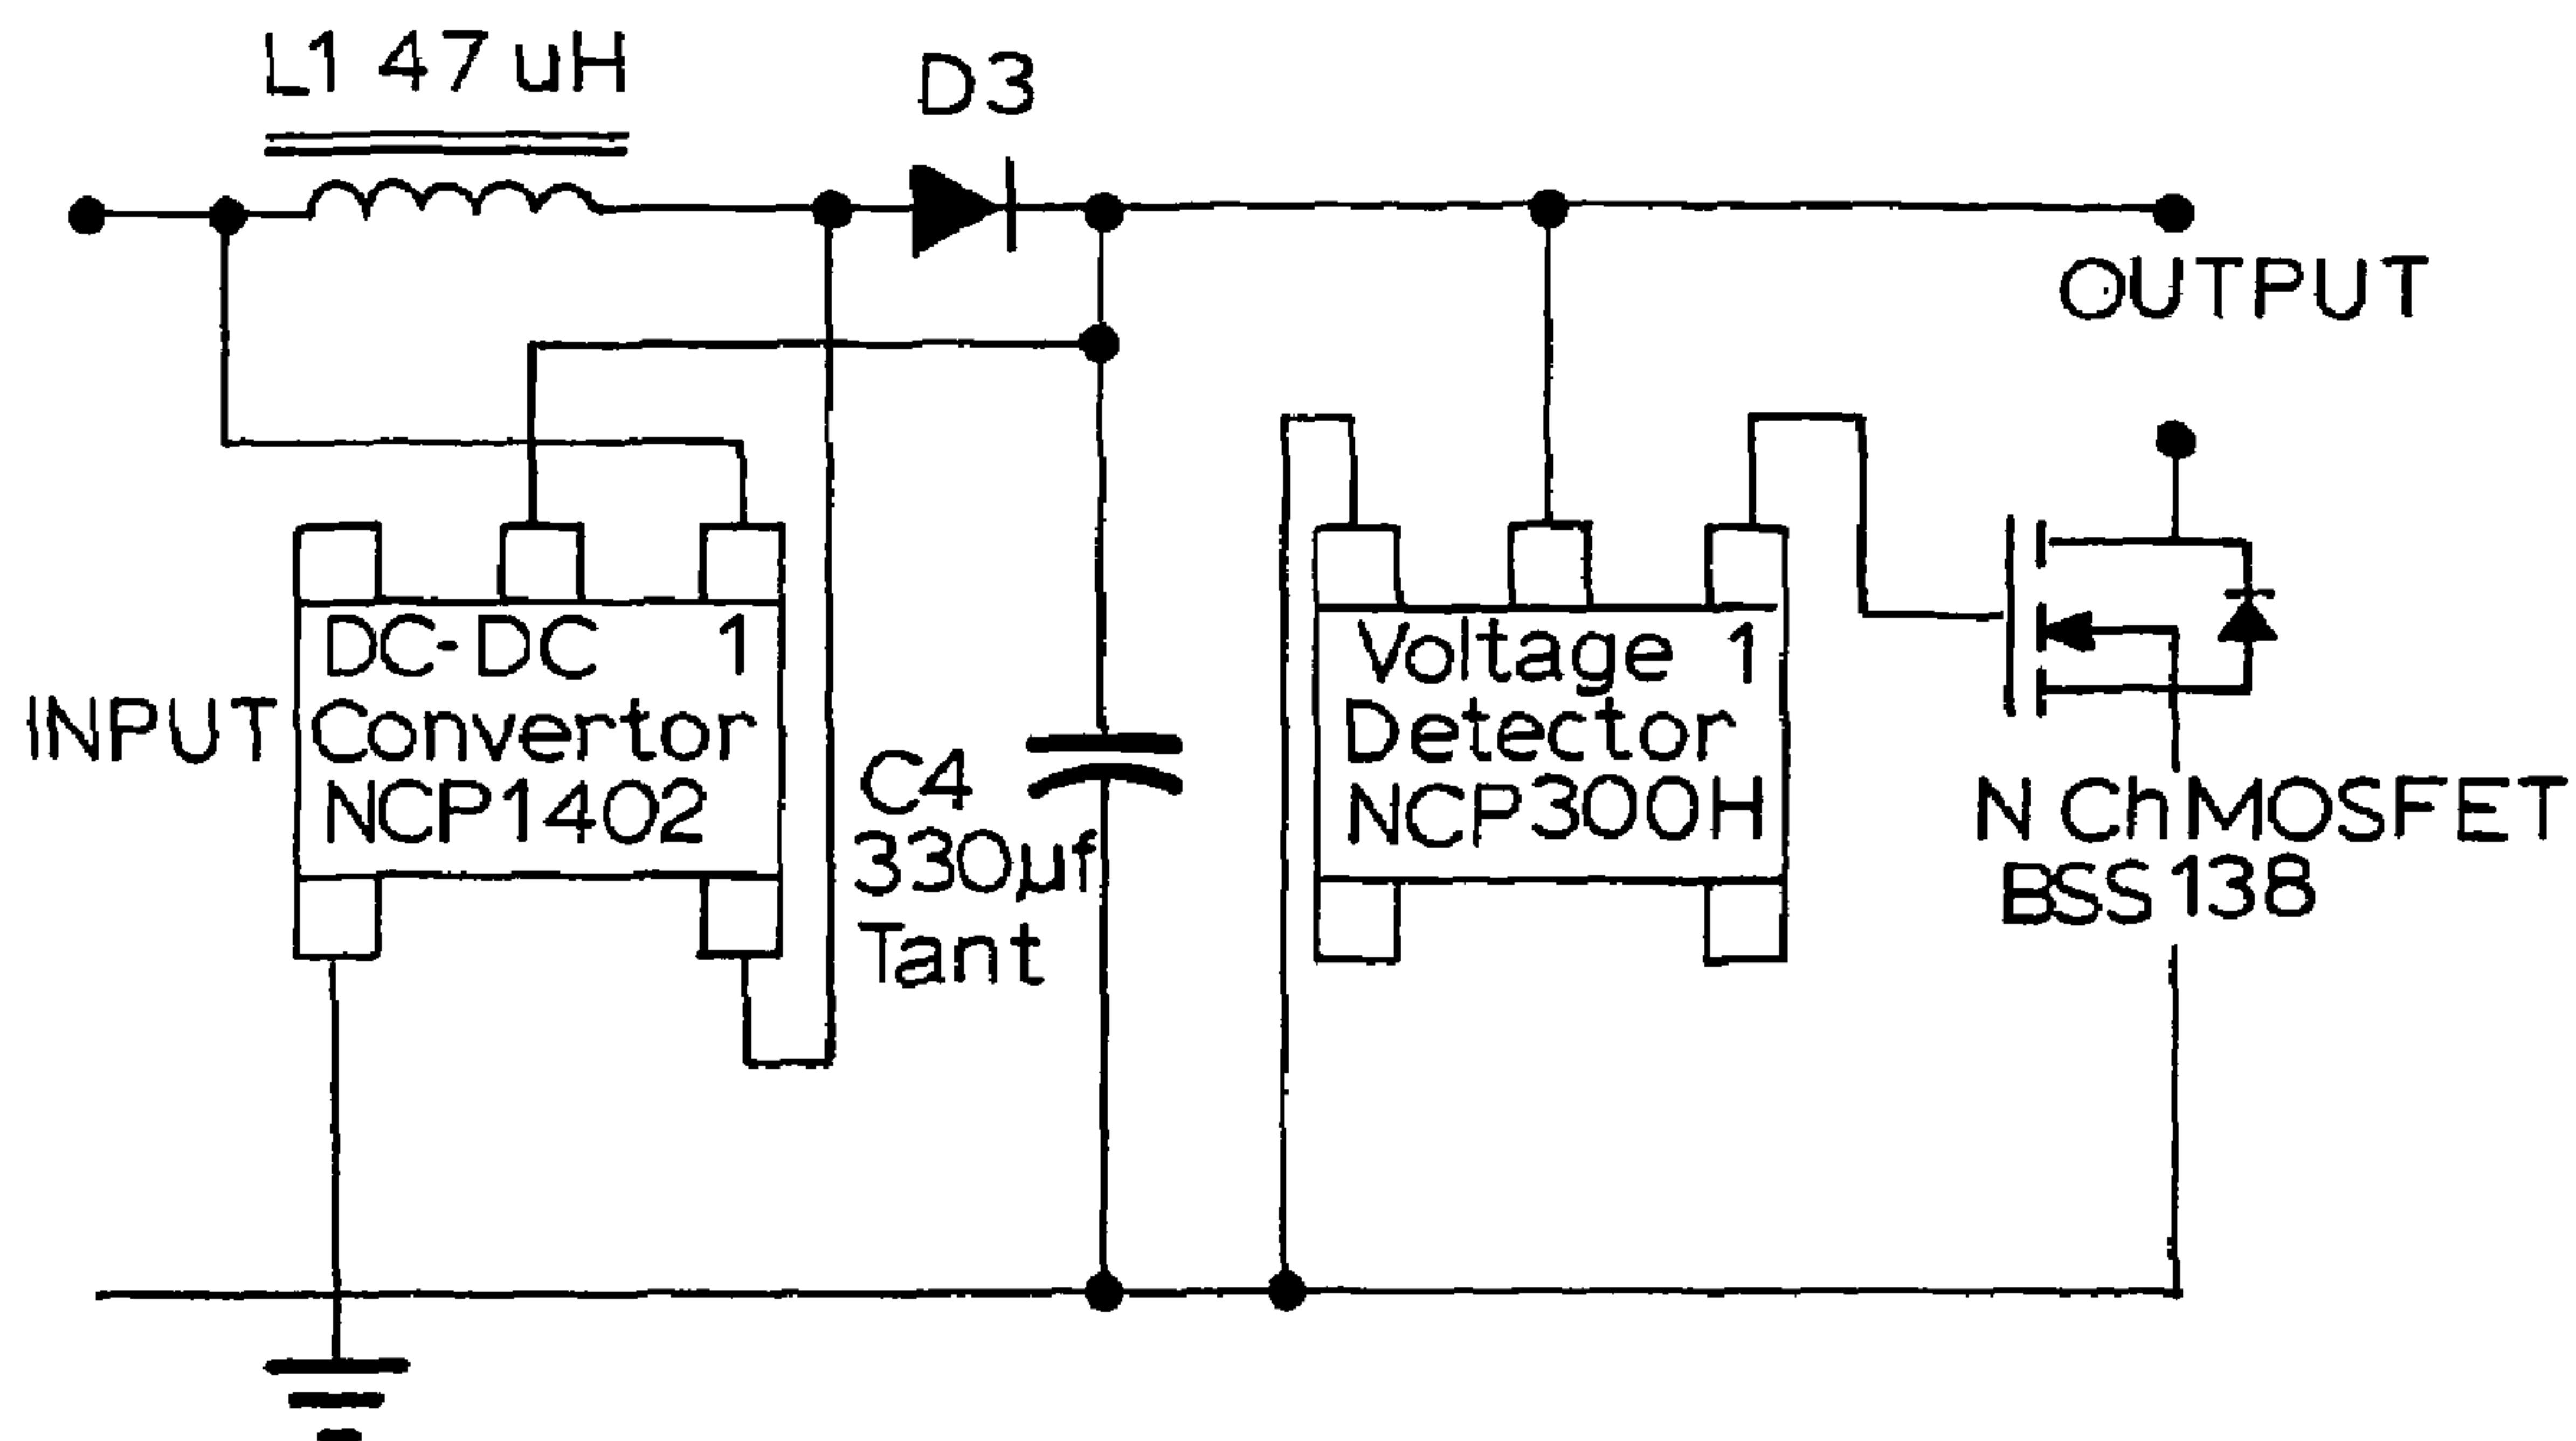 L1 47 uH
D3
OUTPUT
INPUT
DC-DC 1
Convertor
NCP1402
C4
330µf
Tant
Voltage 1
Detector
NCP300H
N Ch MOSFET
BSS138